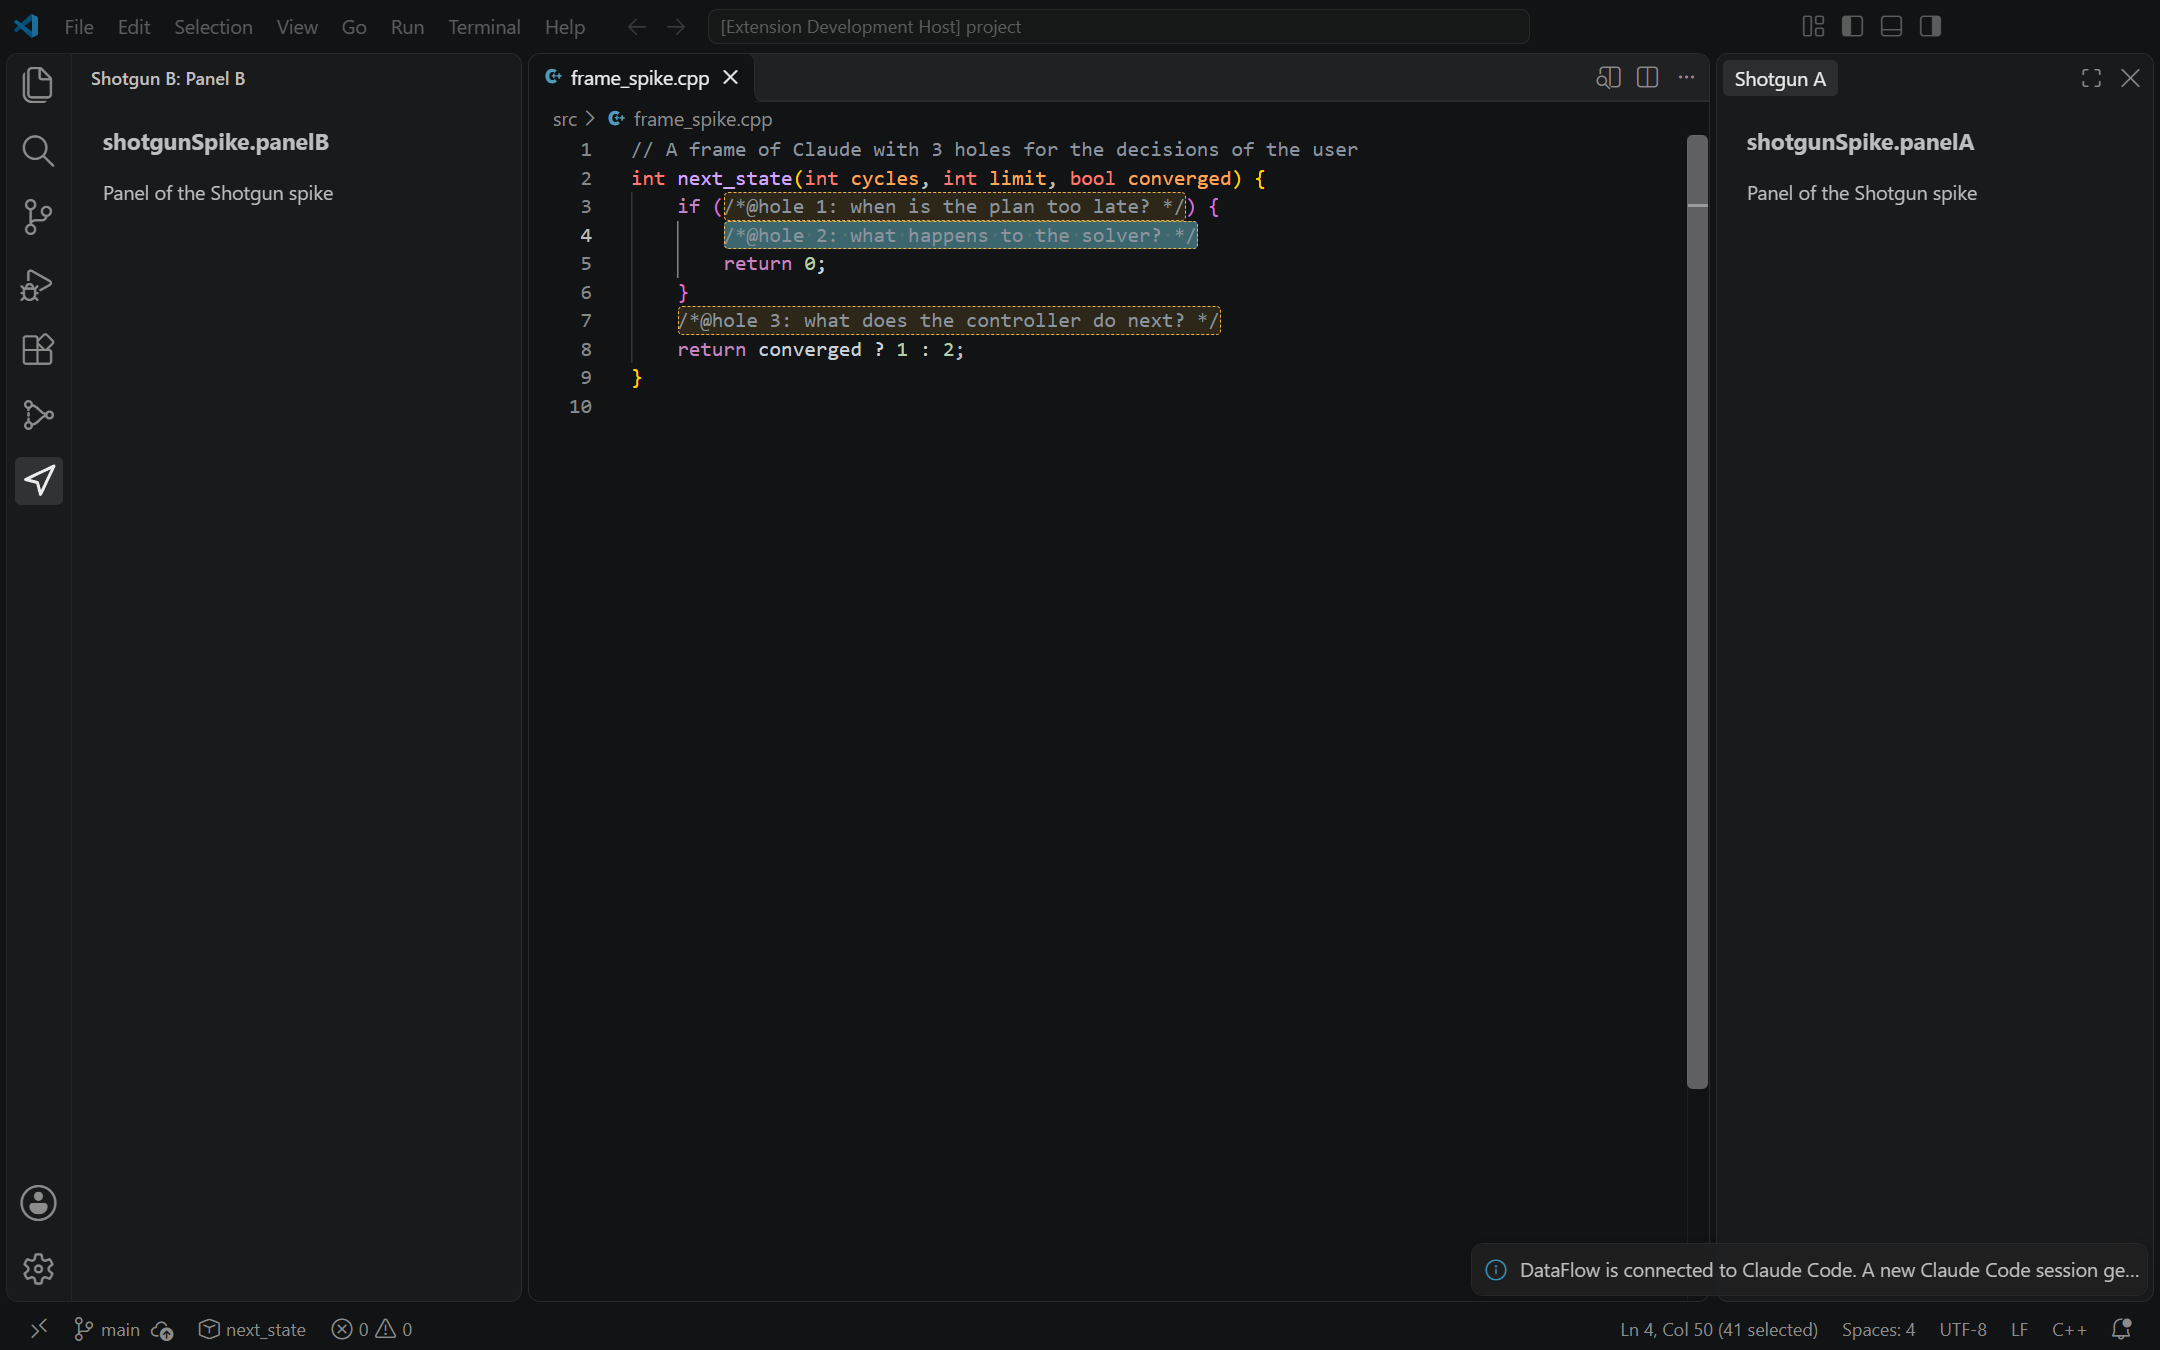 File Edit Selection View Go Run Terminal Help [Extension Development Host] project
Shotgun B: Panel B
shotgunSpike.panelB
Panel of the Shotgun spike
frame_spike.cpp
src > frame_spike.cpp
1 // A frame of Claude with 3 holes for the decisions of the user
2 int next_state(int cycles, int limit, bool converged) {
3 if (/*@hole 1: when is the plan too late? */) {
4 /*@hole 2: what happens to the solver? */
5 return 0;
6 }
7 /*@hole 3: what does the controller do next? */
8 return converged ? 1 : 2;
9 }
10
Shotgun A
shotgunSpike.panelA
Panel of the Shotgun spike
DataFlow is connected to Claude Code. A new Claude Code session ge...
main next_state 0 0 Ln 4, Col 50 (41 selected) Spaces: 4 UTF-8 LF C++